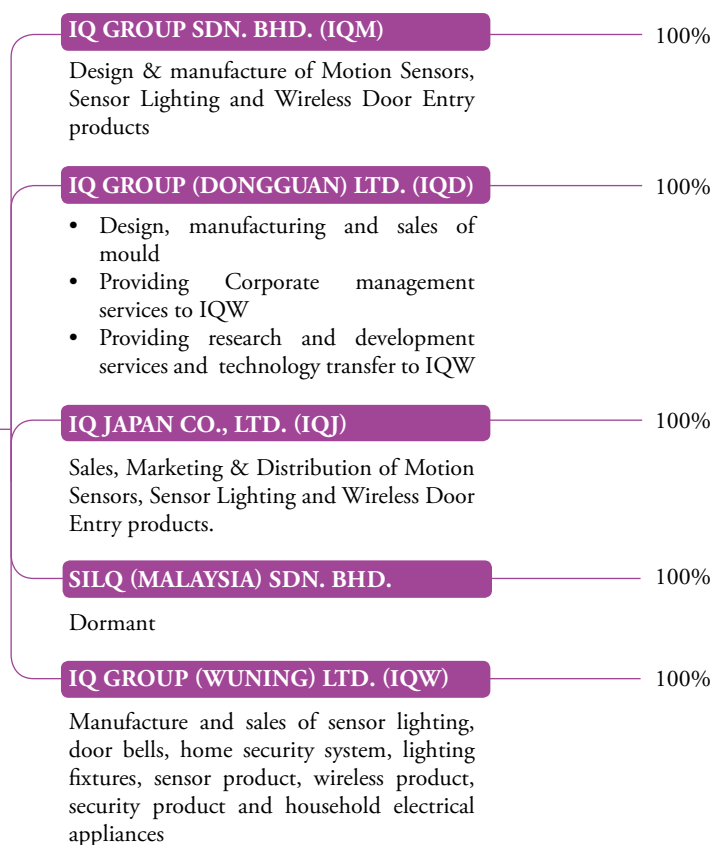 IQ GROUP SDN. BHD. (IQM) 100%
Design & manufacture of Motion Sensors,
Sensor Lighting and Wireless Door Entry
products
IQ GROUP (DONGGUAN) LTD. (IQD) 100%
• Design, manufacturing and sales of
mould
• Providing Corporate management
services to IQW
• Providing research and development
services and technology transfer to IQW
IQ JAPAN CO., LTD. (IQJ) 100%
Sales, Marketing & Distribution of Motion
Sensors, Sensor Lighting and Wireless Door
Entry products.
SILQ (MALAYSIA) SDN. BHD. 100%
Dormant
IQ GROUP (WUNING) LTD. (IQW) 100%
Manufacture and sales of sensor lighting,
door bells, home security system, lighting
fixtures, sensor product, wireless product,
security product and household electrical
appliances